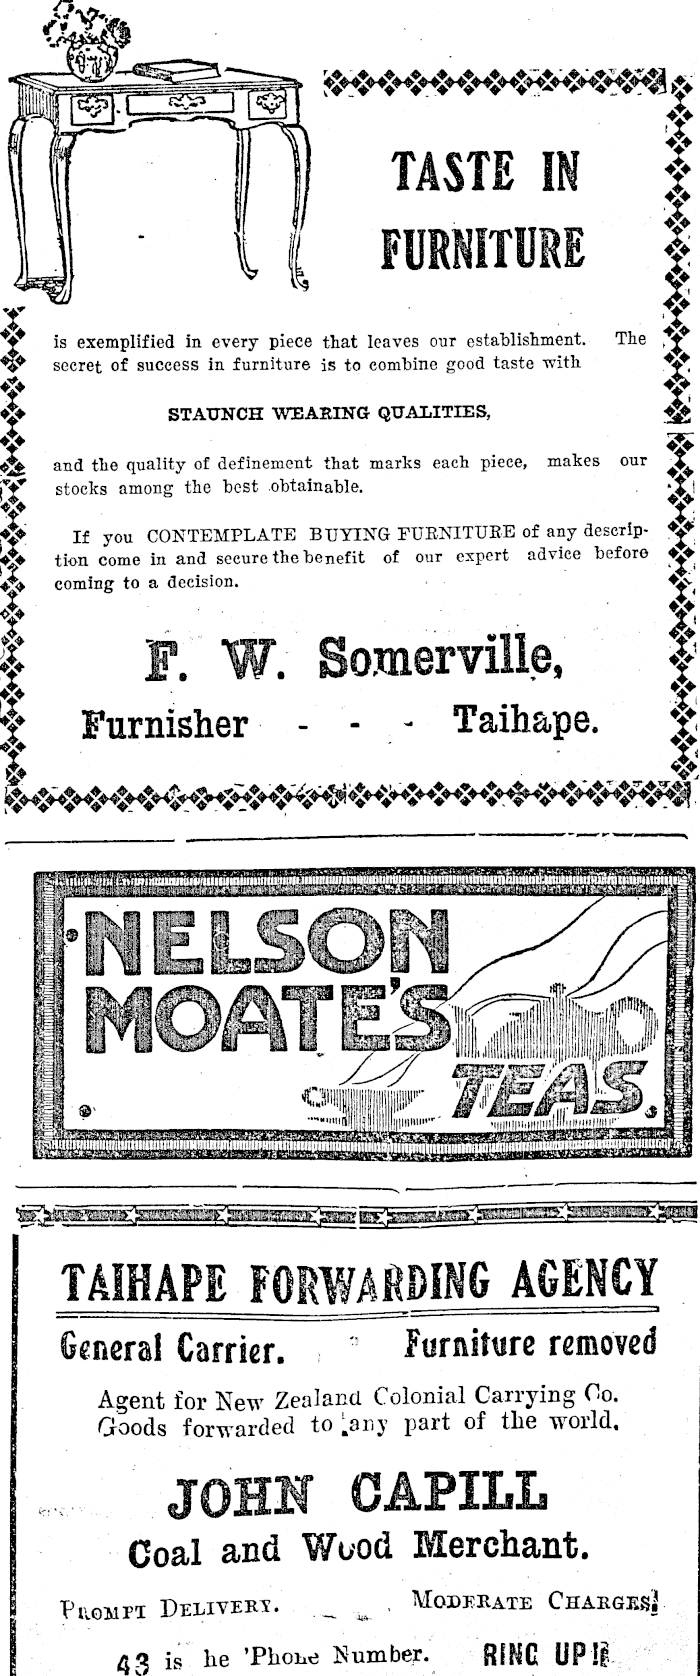 TASTE IN
FURNITURE
is exemplified in every piece that leaves our establishment. The
secret of success in furniture is to combine good taste with
STAUNCH WEARING QUALITIES,
and the quality of definement that marks each piece, makes our
stocks among the best obtainable.
If you CONTEMPLATE BUYING FURNITURE of any descrip-
tion come in and secure the benefit of our expert advice before
coming to a decision.
F. W. Somerville,
Furnisher - - - Taihape.
NELSON
MOATE'S
TEAS
TAIHAPE FORWARDING AGENCY
General Carrier. Furniture removed
Agent for New Zealand Colonial Carrying Co.
Goods forwarded to any part of the world.
JOHN CAPILL
Coal and Wood Merchant.
PROMPT DELIVERY. MODERATE CHARGES!
43 is he 'Phone Number. RING UP!!